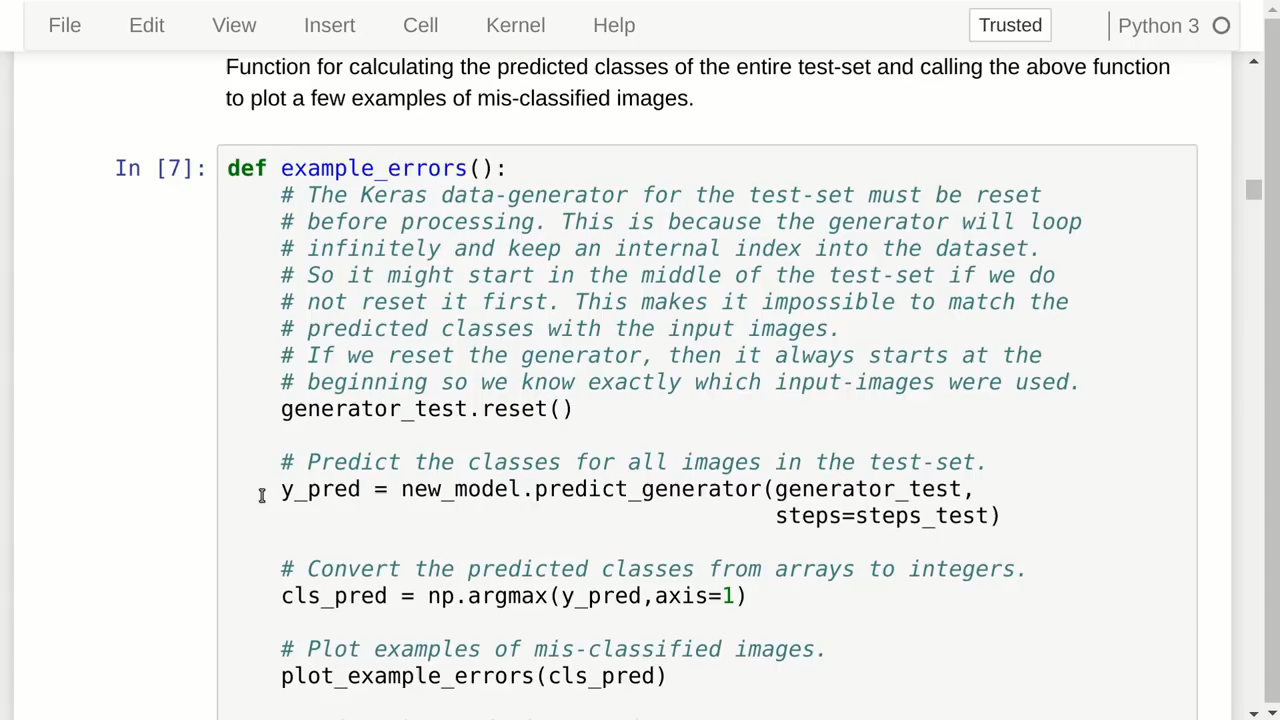 File Edit View Insert Cell Kernel Help Trusted Python 3
Function for calculating the predicted classes of the entire test-set and calling the above function
to plot a few examples of mis-classified images.
In [7]: def example_errors():
# The Keras data-generator for the test-set must be reset
# before processing. This is because the generator will loop
# infinitely and keep an internal index into the dataset.
# So it might start in the middle of the test-set if we do
# not reset it first. This makes it impossible to match the
# predicted classes with the input images.
# If we reset the generator, then it always starts at the
# beginning so we know exactly which input-images were used.
generator_test.reset()
# Predict the classes for all images in the test-set.
y_pred = new_model.predict_generator(generator_test,
steps=steps_test)
# Convert the predicted classes from arrays to integers.
cls_pred = np.argmax(y_pred,axis=1)
# Plot examples of mis-classified images.
plot_example_errors(cls_pred)